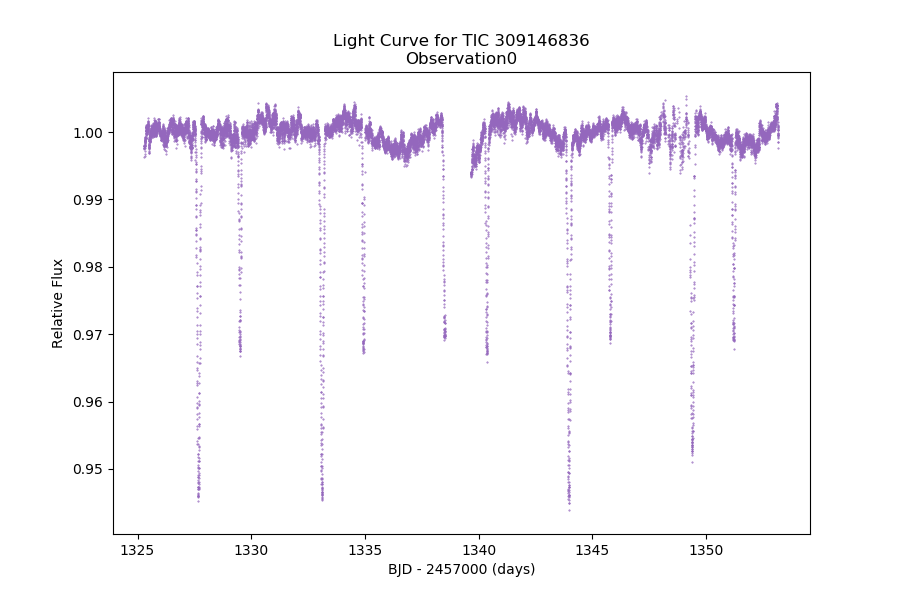 Light Curve for TIC 309146836
Observation0
1.00
0.99
0.98
0.97
0.96
0.95
Relative Flux
1325 1330 1335 1340 1345 1350
BJD - 2457000 (days)